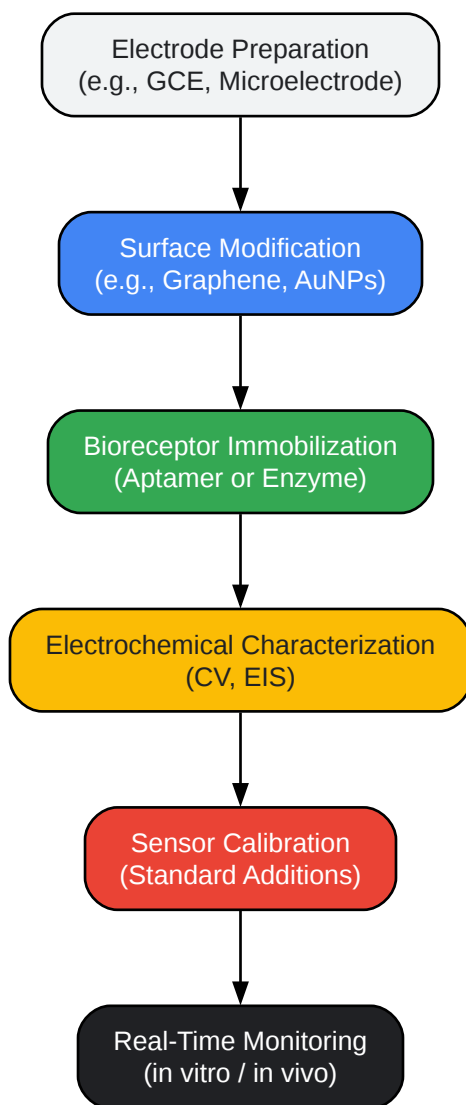 Electrode Preparation
(e.g., GCE, Microelectrode)
Surface Modification
(e.g., Graphene, AuNPs)
Bioreceptor Immobilization
(Aptamer or Enzyme)
Electrochemical Characterization
(CV, EIS)
Sensor Calibration
(Standard Additions)
Real-Time Monitoring
(in vitro / in vivo)